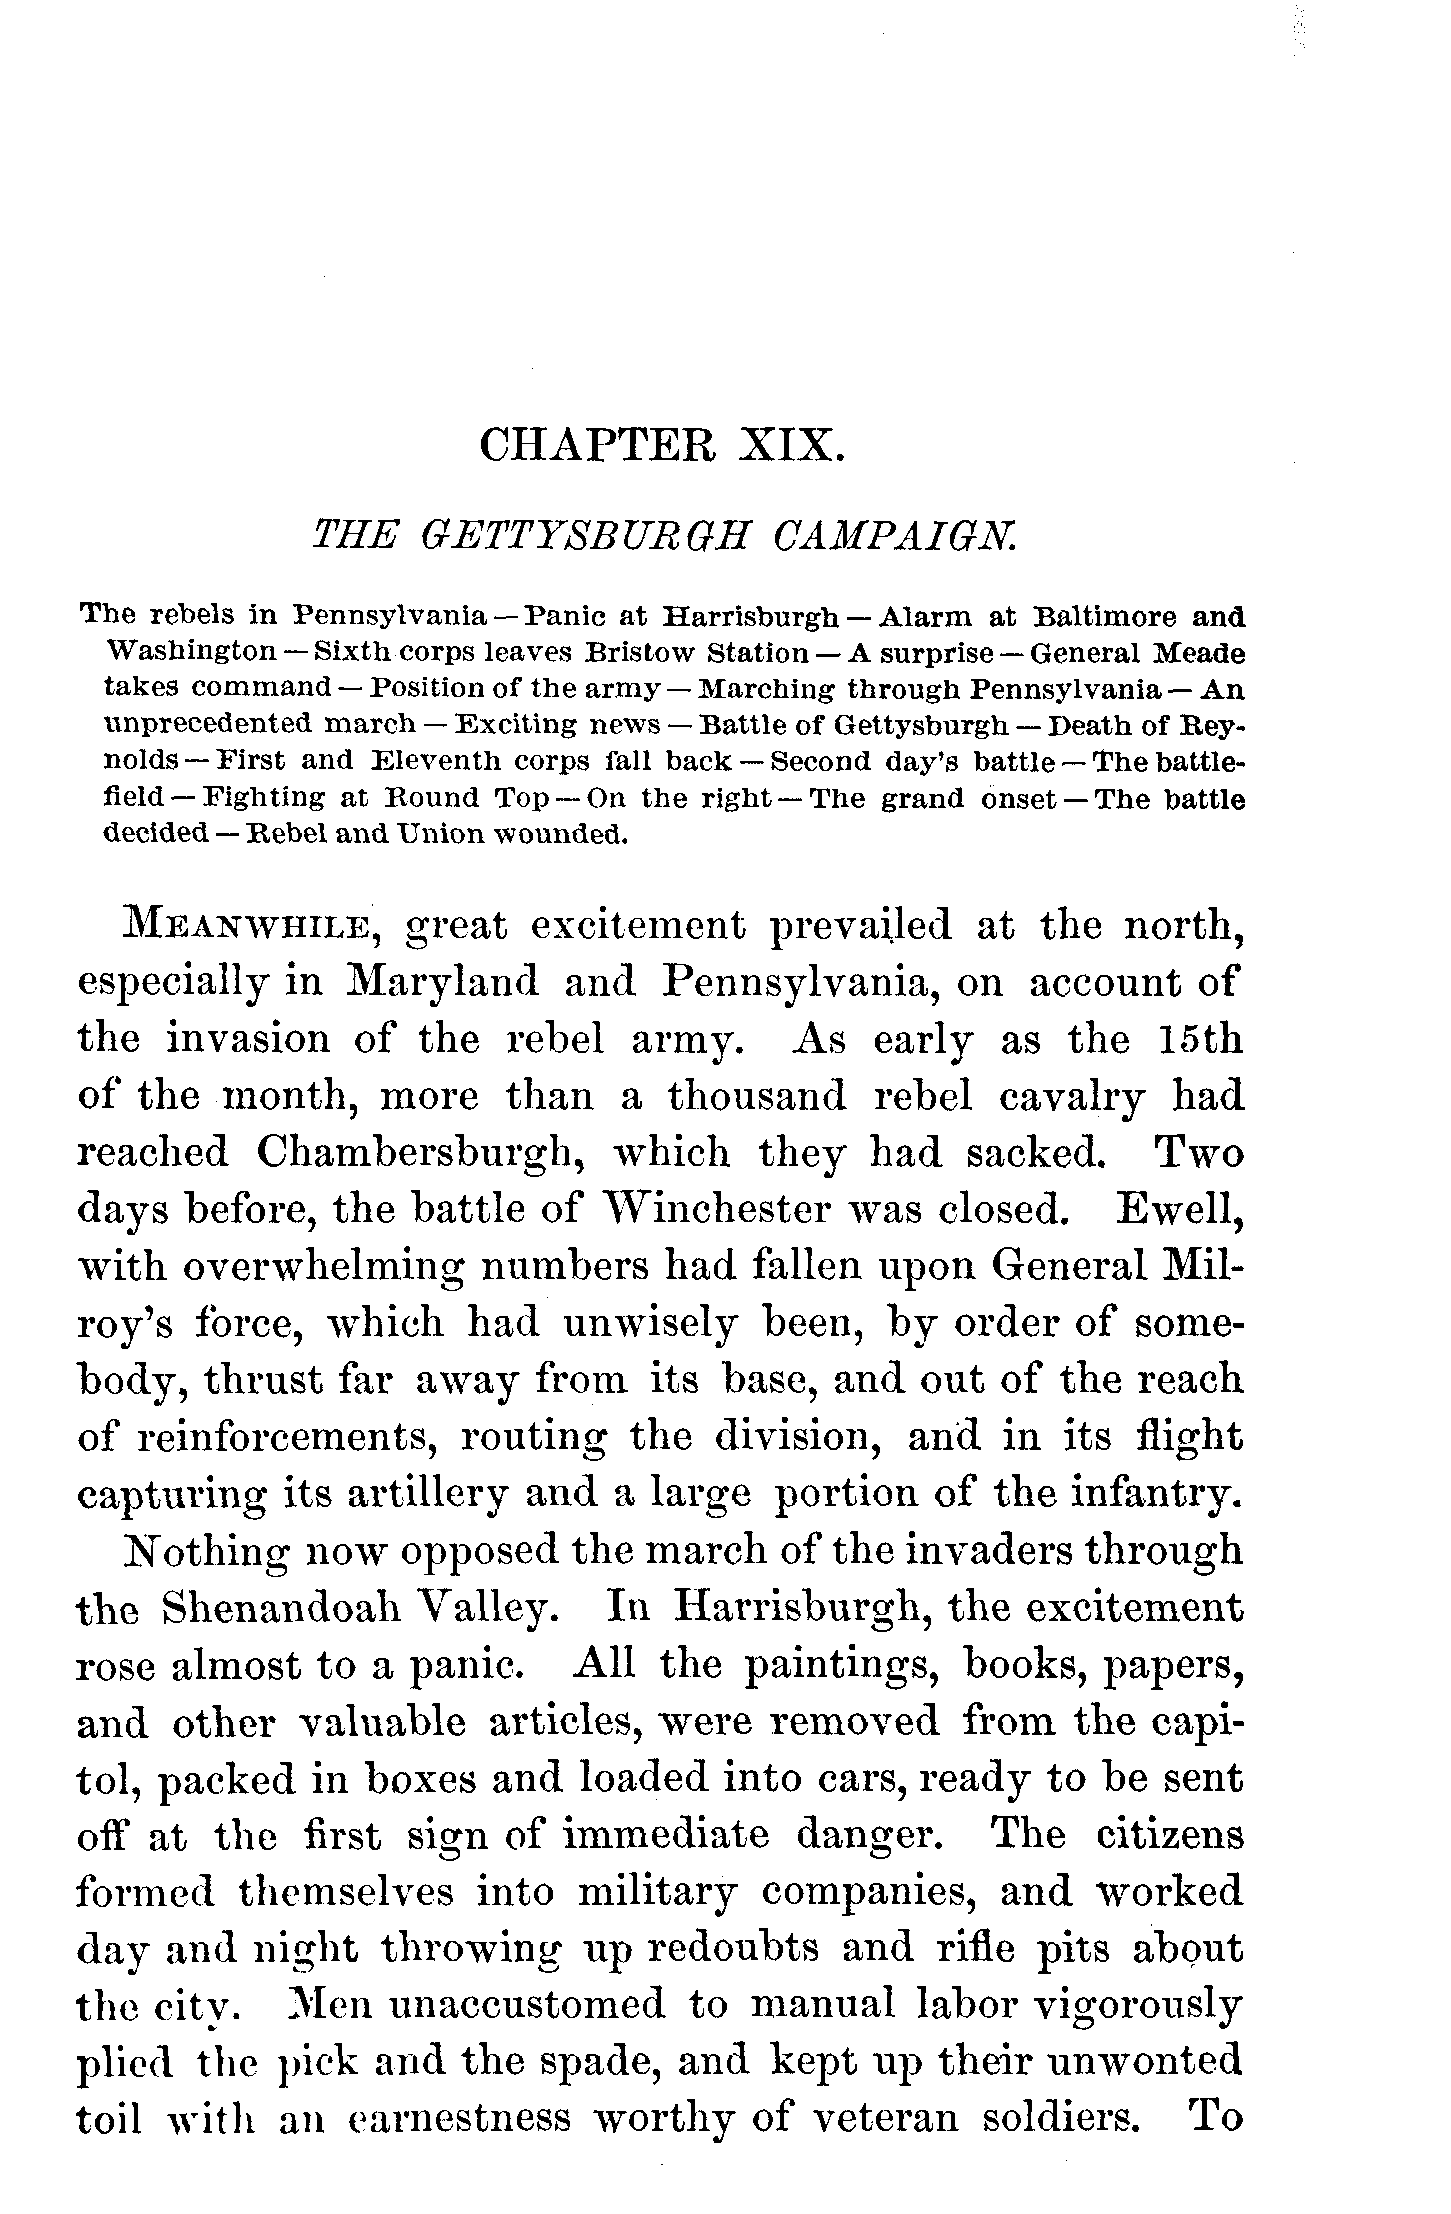 CHAPTER XIX.
THE GETTYSBURGH CAMPAIGN.
The rebels in Pennsylvania—Panic at Harrisburgh—Alarm at Baltimore and
Washington—Sixth corps leaves Bristow Station—A surprise—General Meade
takes command—Position of the army—Marching through Pennsylvania—An
unprecedented march—Exciting news—Battle of Gettysburgh—Death of Rey-
nolds—First and Eleventh corps fall back—Second day's battle—The battle-
field—Fighting at Round Top—On the right—The grand onset—The battle
decided—Rebel and Union wounded.
MEANWHILE, great excitement prevailed at the north,
especially in Maryland and Pennsylvania, on account of
the invasion of the rebel army. As early as the 15th
of the month, more than a thousand rebel cavalry had
reached Chambersburgh, which they had sacked. Two
days before, the battle of Winchester was closed. Ewell,
with overwhelming numbers had fallen upon General Mil-
roy's force, which had unwisely been, by order of some-
body, thrust far away from its base, and out of the reach
of reinforcements, routing the division, and in its flight
capturing its artillery and a large portion of the infantry.
Nothing now opposed the march of the invaders through
the Shenandoah Valley. In Harrisburgh, the excitement
rose almost to a panic. All the paintings, books, papers,
and other valuable articles, were removed from the capi-
tol, packed in boxes and loaded into cars, ready to be sent
off at the first sign of immediate danger. The citizens
formed themselves into military companies, and worked
day and night throwing up redoubts and rifle pits about
the city. Men unaccustomed to manual labor vigorously
plied the pick and the spade, and kept up their unwonted
toil with an earnestness worthy of veteran soldiers. To